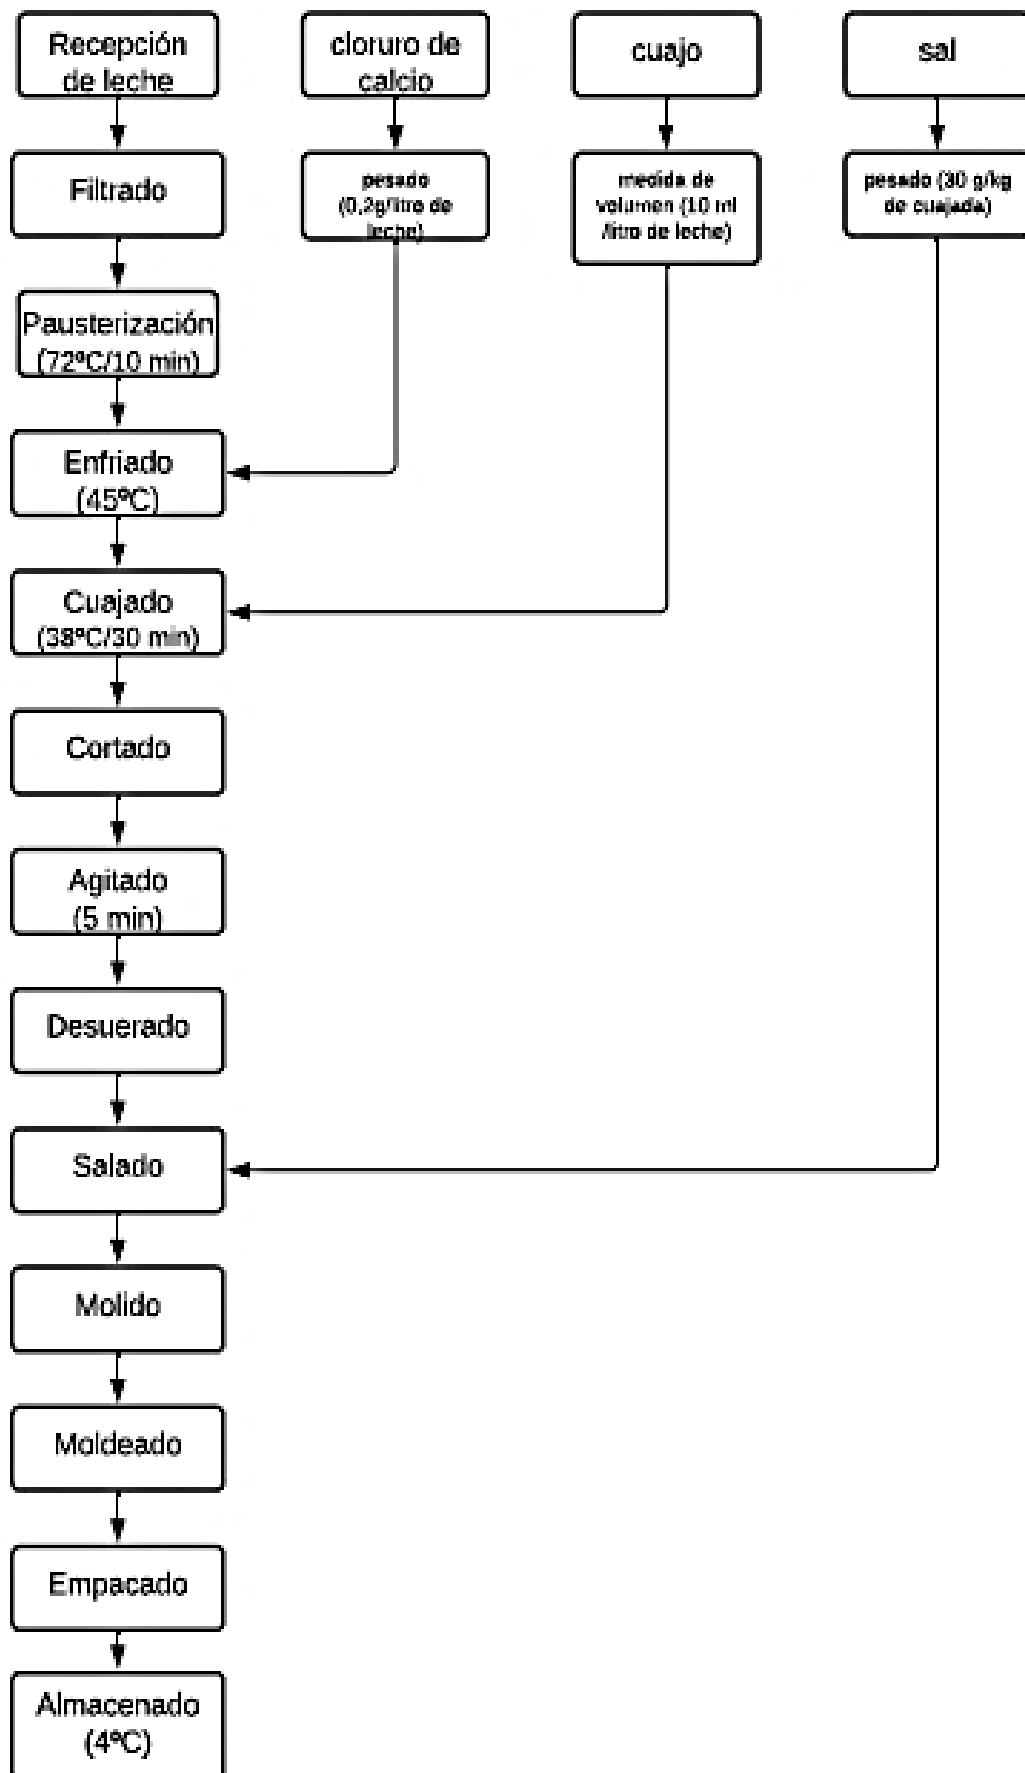 Recepción
de leche
cloruro de
calcio
cuajo
sal
Filtrado
pesado
(0,2g/litro de
leche)
medida de
volumen (10 ml
/litro de leche)
pesado (30 g/kg
de cuajada)
Pausterización
(72ºC/10 min)
Enfriado
(45ºC)
Cuajado
(38ºC/30 min)
Cortado
Agitado
(5 min)
Desuerado
Salado
Molido
Moldeado
Empacado
Almacenado
(4ºC)